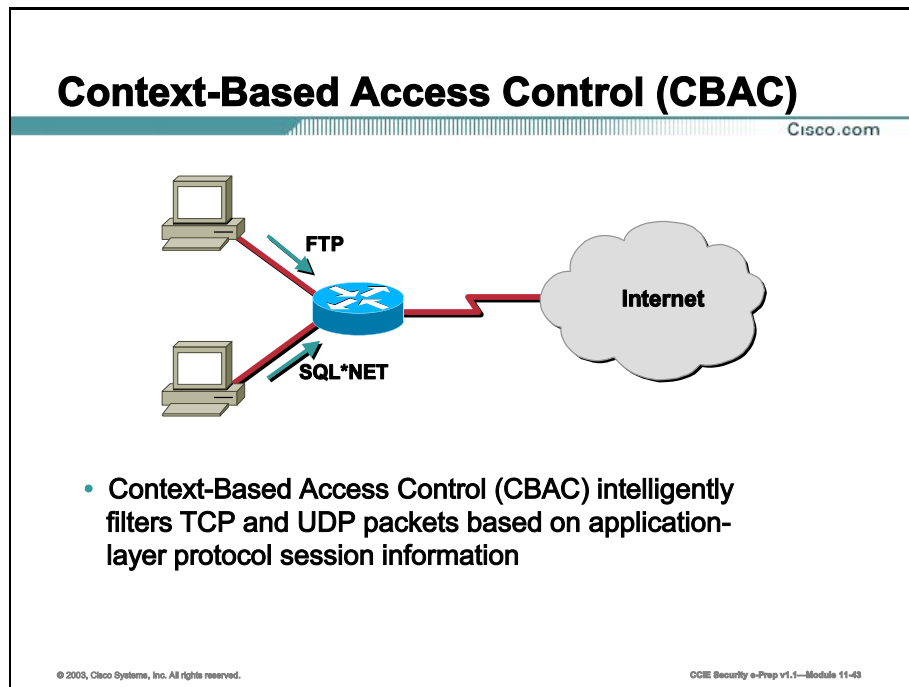 Context-Based Access Control (CBAC)
Cisco.com
FTP
Internet
SQL*NET
• Context-Based Access Control (CBAC) intelligently
filters TCP and UDP packets based on application-
layer protocol session information
© 2003, Cisco Systems, Inc. All rights reserved.
CCIE Security e-Prep v1.1—Module 11-43